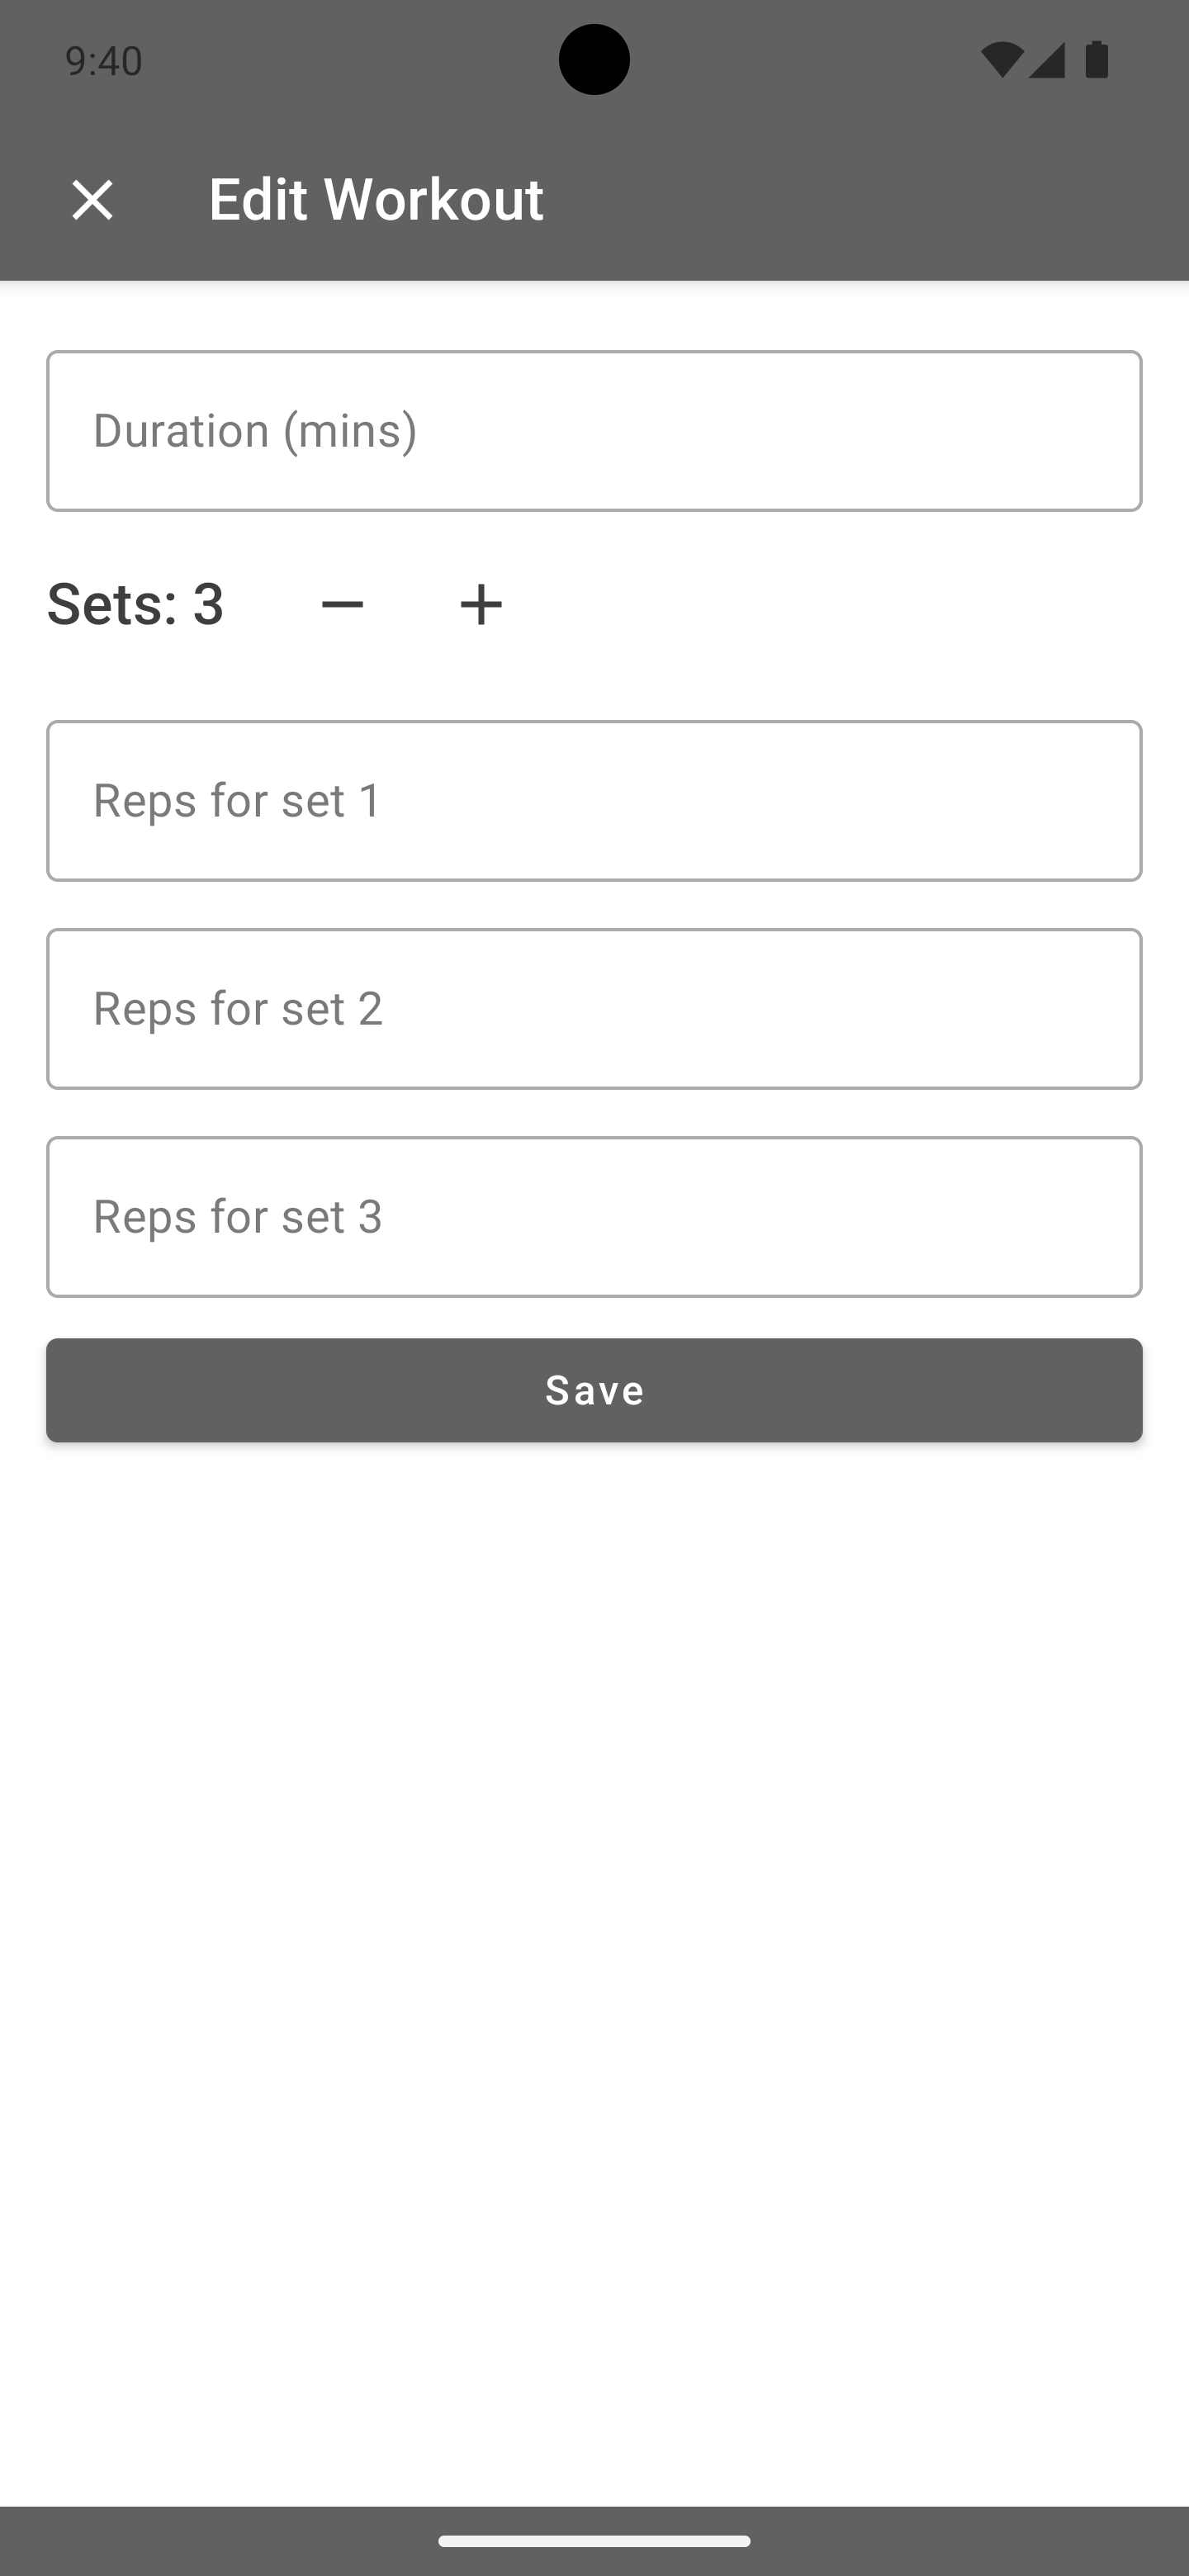 9:40
Edit Workout
Duration (mins)
Sets: 3
Reps for set 1
Reps for set 2
Reps for set 3
Save